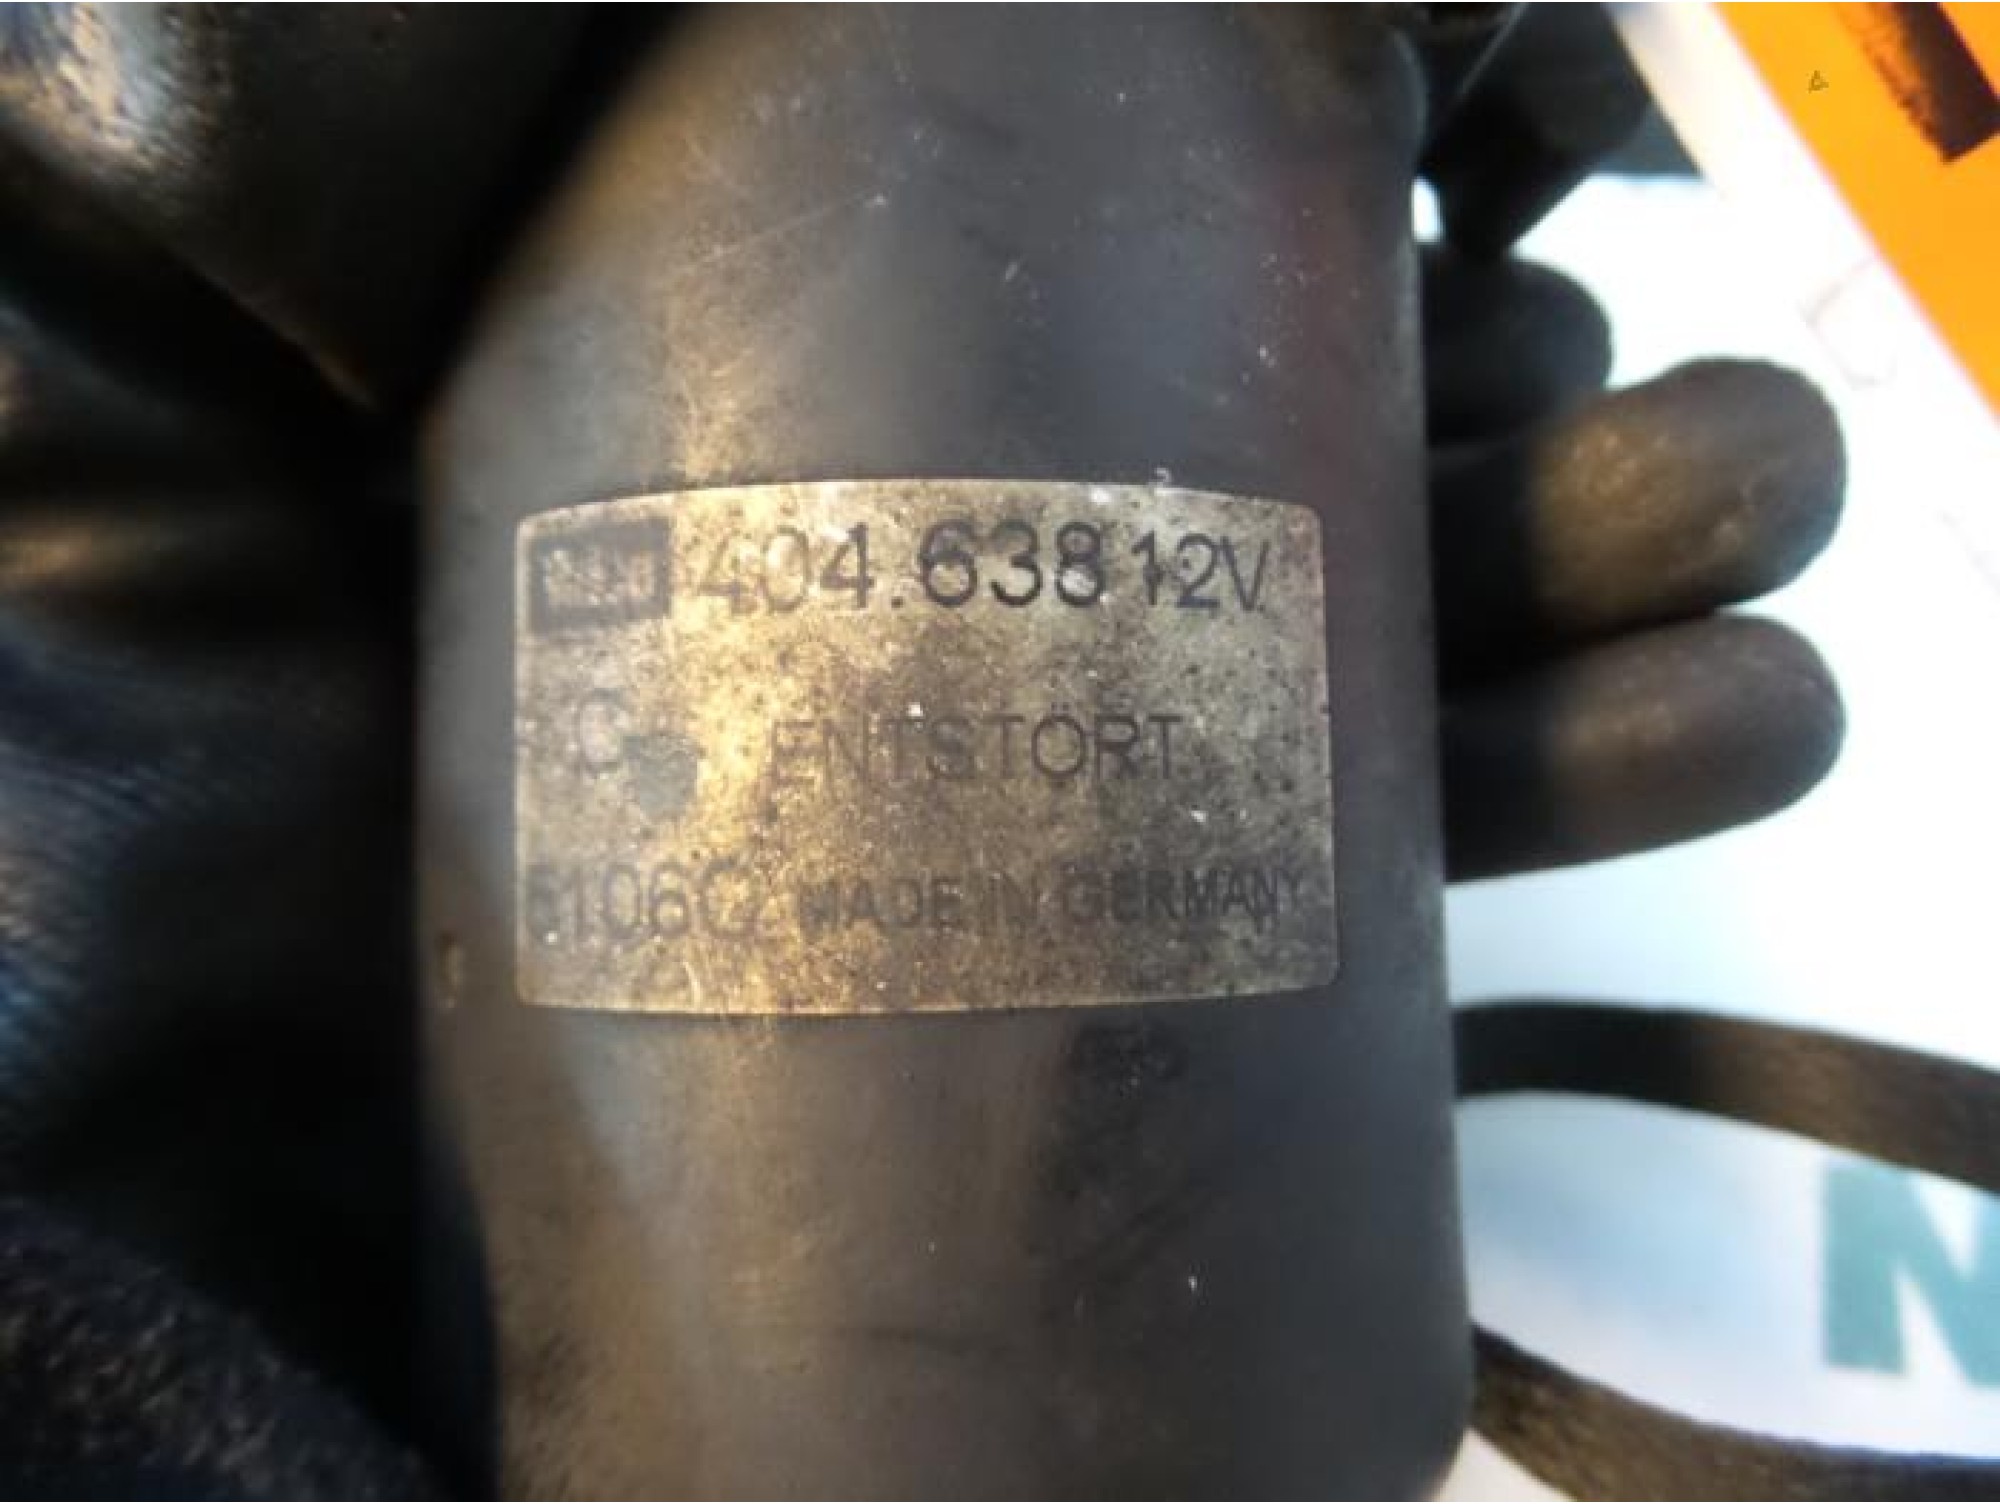 404.638 12V
C ENTSTÖRT
5106C MADE IN GERMANY